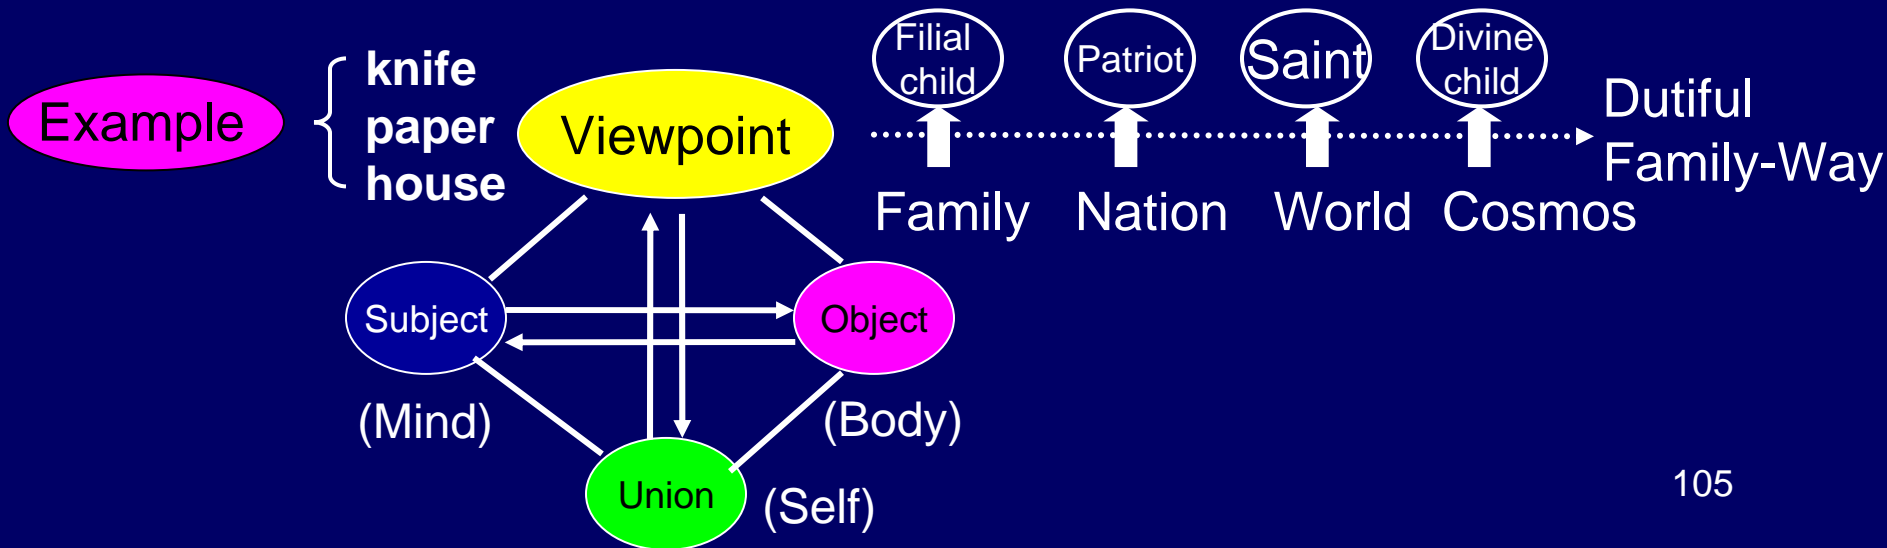 Example
knife
paper
house
Viewpoint
Filial
child
Patriot
Saint
Divine
child
Dutiful
Family-Way
Family
Nation
World
Cosmos
Subject
Object
(Mind)
(Body)
Union
(Self)
105